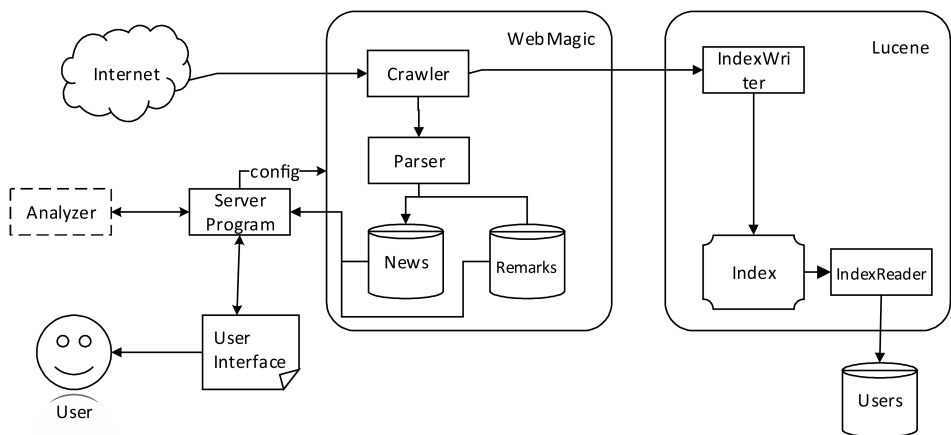 WebMagic
Lucene
Internet
Crawler
IndexWri
ter
Parser
config
Analyzer
Server
Program
News
Remarks
Index
IndexReader
User
Interface
User
Users